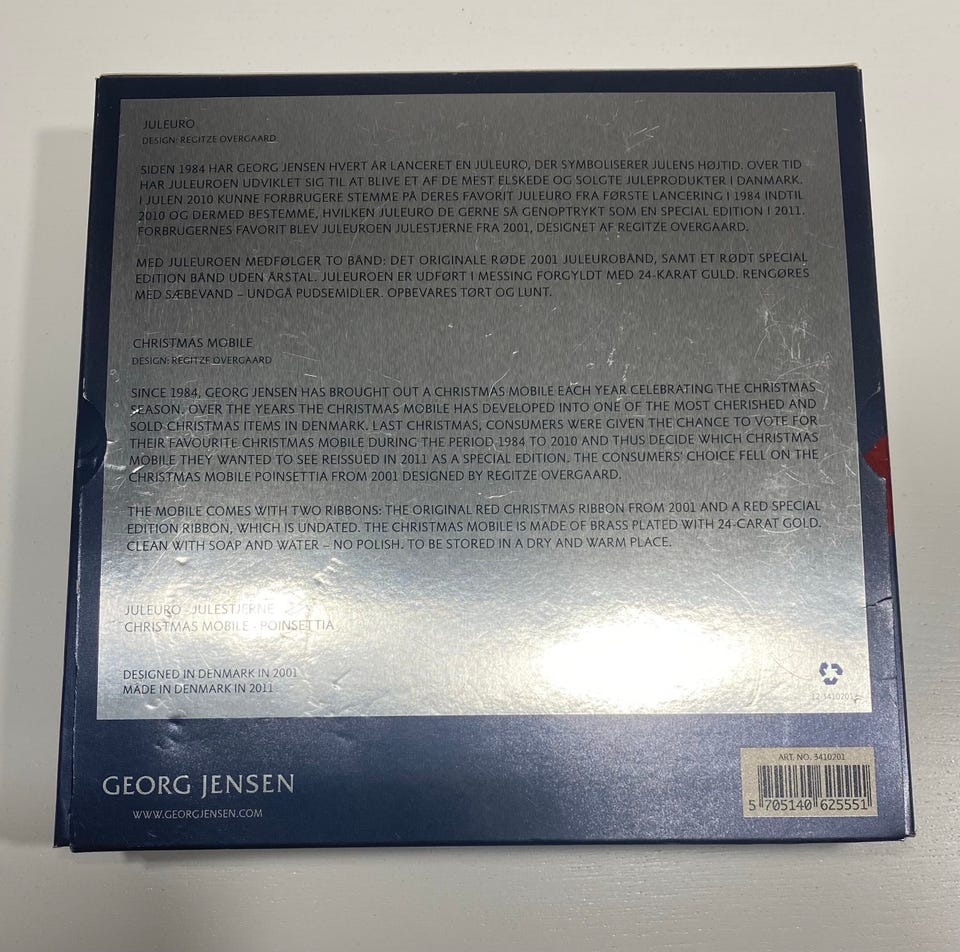 JULEURO
DESIGN: REGITZE OVERGAARD
SIDEN 1984 HAR GEORG JENSEN HVERT ÅR LANCERET EN JULEURO, DER SYMBOLISERER JULENS HØJTID. OVER TID
HAR JULEUROEN UDVIKLET SIG TIL AT BLIVE ET AF DE MEST ELSKEDE OG SOLGTE JULEPRODUKTER I DANMARK.
I JULEN 2010 KUNNE FORBRUGERE STEMME PÅ DERES FAVORIT JULEURO FRA FØRSTE LANCERING I 1984 INDTIL
2010 OG DERMED BESTEMME, HVILKEN JULEURO DE GERNE SÅ GENOPTRYKT SOM EN SPECIAL EDITION I 2011.
FORBRUGERNES FAVORIT BLEV JULEUROEN JULESTJERNE FRA 2001, DESIGNET AF REGITZE OVERGAARD.
MED JULEUROEN MEDFØLGER TO BÅND: DET ORIGINALE RØDE 2001 JULEUROBÅND, SAMT ET RØDT SPECIAL
EDITION BÅND UDEN ÅRSTAL. JULEUROEN ER UDFØRT I MESSING FORGYLDT MED 24-KARAT GULD. RENGØRES
MED SÆBEVAND – UNDGÅ PUDSEMIDLER. OPBEVARES TØRT OG LUNT.
CHRISTMAS MOBILE
DESIGN: REGITZE OVERGAARD
SINCE 1984, GEORG JENSEN HAS BROUGHT OUT A CHRISTMAS MOBILE EACH YEAR CELEBRATING THE CHRISTMAS
SEASON. OVER THE YEARS THE CHRISTMAS MOBILE HAS DEVELOPED INTO ONE OF THE MOST CHERISHED AND
SOLD CHRISTMAS ITEMS IN DENMARK. LAST CHRISTMAS, CONSUMERS WERE GIVEN THE CHANCE TO VOTE FOR
THEIR FAVOURITE CHRISTMAS MOBILE DURING THE PERIOD 1984 TO 2010 AND THUS DECIDE WHICH CHRISTMAS
MOBILE THEY WANTED TO SEE REISSUED IN 2011 AS A SPECIAL EDITION. THE CONSUMERS' CHOICE FELL ON THE
CHRISTMAS MOBILE POINSETTIA FROM 2001 DESIGNED BY REGITZE OVERGAARD.
THE MOBILE COMES WITH TWO RIBBONS: THE ORIGINAL RED CHRISTMAS RIBBON FROM 2001 AND A RED SPECIAL
EDITION RIBBON, WHICH IS UNDATED. THE CHRISTMAS MOBILE IS MADE OF BRASS PLATED WITH 24-CARAT GOLD.
CLEAN WITH SOAP AND WATER – NO POLISH. TO BE STORED IN A DRY AND WARM PLACE.
JULEURO - JULESTJERNE
CHRISTMAS MOBILE - POINSETTIA
DESIGNED IN DENMARK IN 2001
MADE IN DENMARK IN 2011
GEORG JENSEN
WWW.GEORGJENSEN.COM
ART. NO. 3410201
5 705140 625551